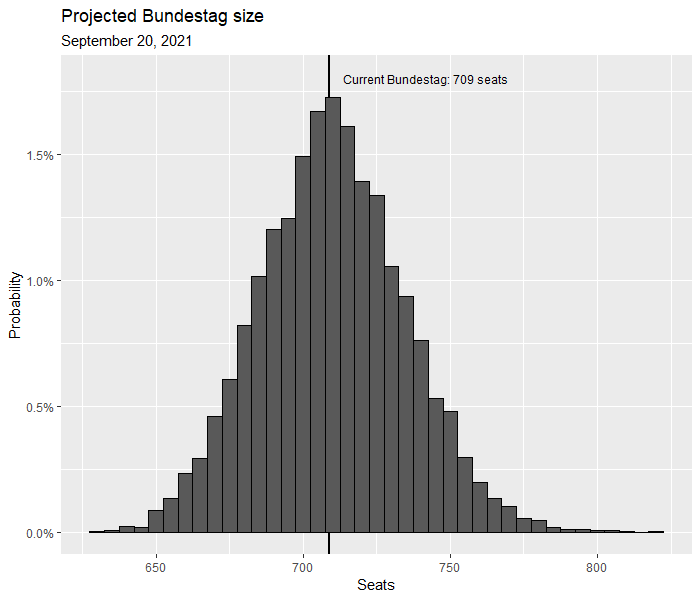 Projected Bundestag size
September 20, 2021
Current Bundestag: 709 seats
1.5%
1.0%
0.5%
0.0%
Probability
650 700 750 800
Seats